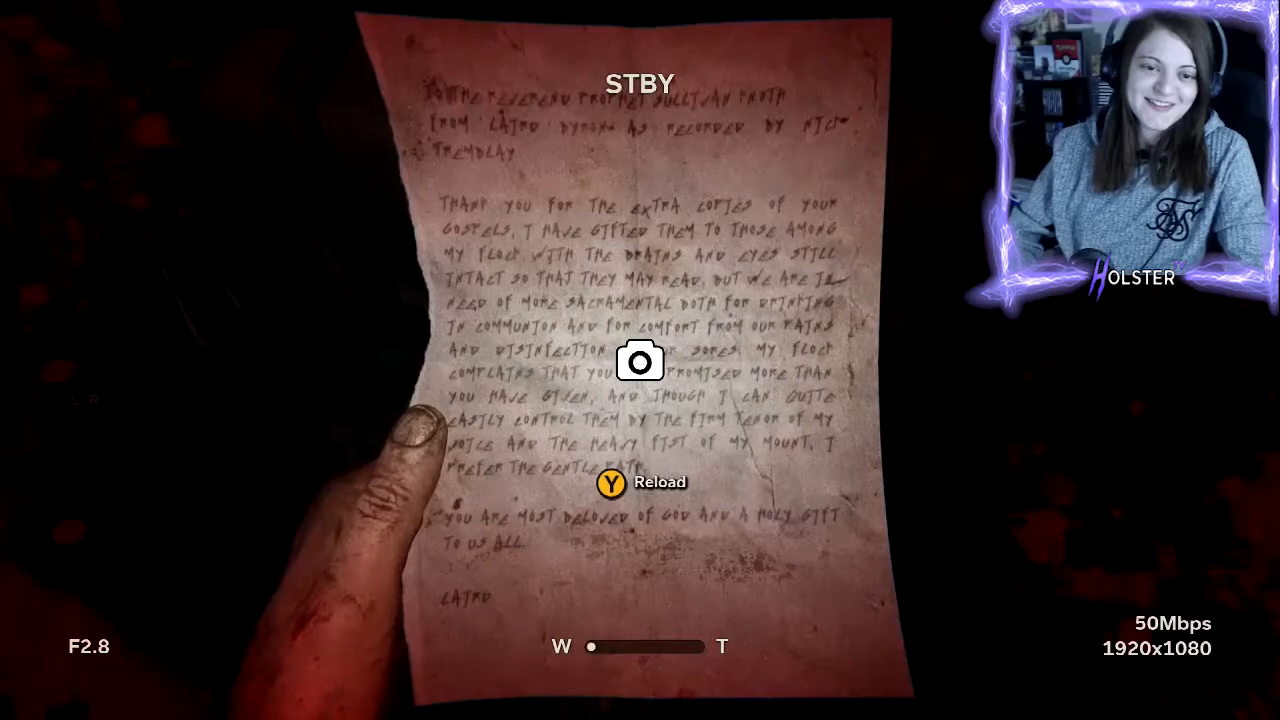 STBY
TO THE REVEREND PROPHET SULLIVAN KNOTH
FROM LAIRD BYRON AS RECORDED BY NICK
TREMBLAY
THANK YOU FOR THE EXTRA COPIES OF YOUR
GOSPELS, I HAVE GIFTED THEM TO THOSE AMONG
MY FLOCK WITH THE BRAINS AND EYES STILL
INTACT SO THAT THEY MAY READ, BUT WE ARE IN
NEED OF MORE SACRAMENTAL BOTH FOR DRINKING
IN COMMUNION AND FOR COMFORT FROM OUR PAINS
AND DISINFECTION SORES MY FLOCK
COMPLAINS THAT YOU PROMISED MORE THAN
YOU HAVE GIVEN, AND THOUGH I CAN QUITE
EASILY CONTROL THEM BY THE FIRM TENOR OF MY
VOICE AND THE HEAVY FIST OF MY MOUNT, I
PREFER THE GENTLE PATH.
Y Reload
YOU ARE MOST BELOVED OF GOD AND A HOLY GIFT
TO US ALL.
LAIRD
F2.8
W T
50Mbps
1920x1080
HOLSTER